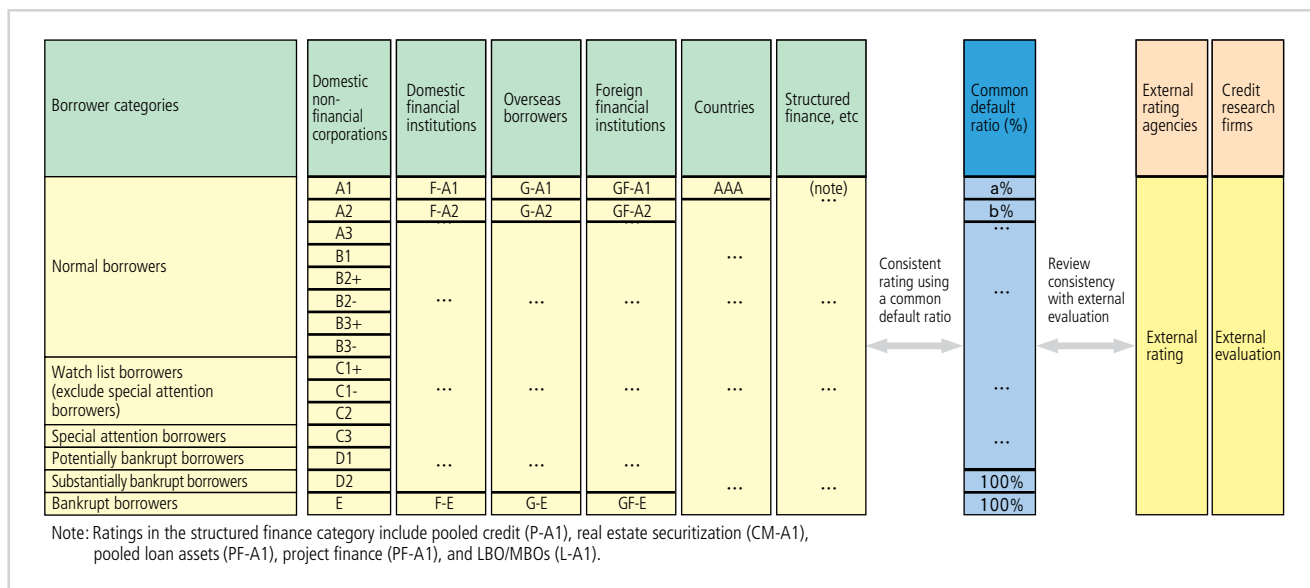 Borrower categories
Domestic
non-
financial
corporations
Domestic
financial
institutions
Overseas
borrowers
Foreign
financial
institutions
Countries
Structured
finance, etc
Common
default
ratio (%)
External
rating
agencies
Credit
research
firms
Normal borrowers
Watch list borrowers
(exclude special attention
borrowers)
Special attention borrowers
Potentially bankrupt borrowers
Substantially bankrupt borrowers
Bankrupt borrowers
A1
A2
A3
B1
B2+
B2-
B3+
B3-
C1+
C1-
C2
C3
D1
D2
E
F-A1
F-A2
...
...
...
...
F-E
G-A1
G-A2
...
...
...
G-E
GF-A1
GF-A2
...
...
...
...
GF-E
AAA
...
...
...
...
(note)
...
...
...
...
Consistent
rating using
a common
default ratio
a%
b%
...
...
...
...
100%
100%
Review
consistency
with external
evaluation
External
rating
External
evaluation
Note: Ratings in the structured finance category include pooled credit (P-A1), real estate securitization (CM-A1),
pooled loan assets (PF-A1), project finance (PF-A1), and LBO/MBOs (L-A1).